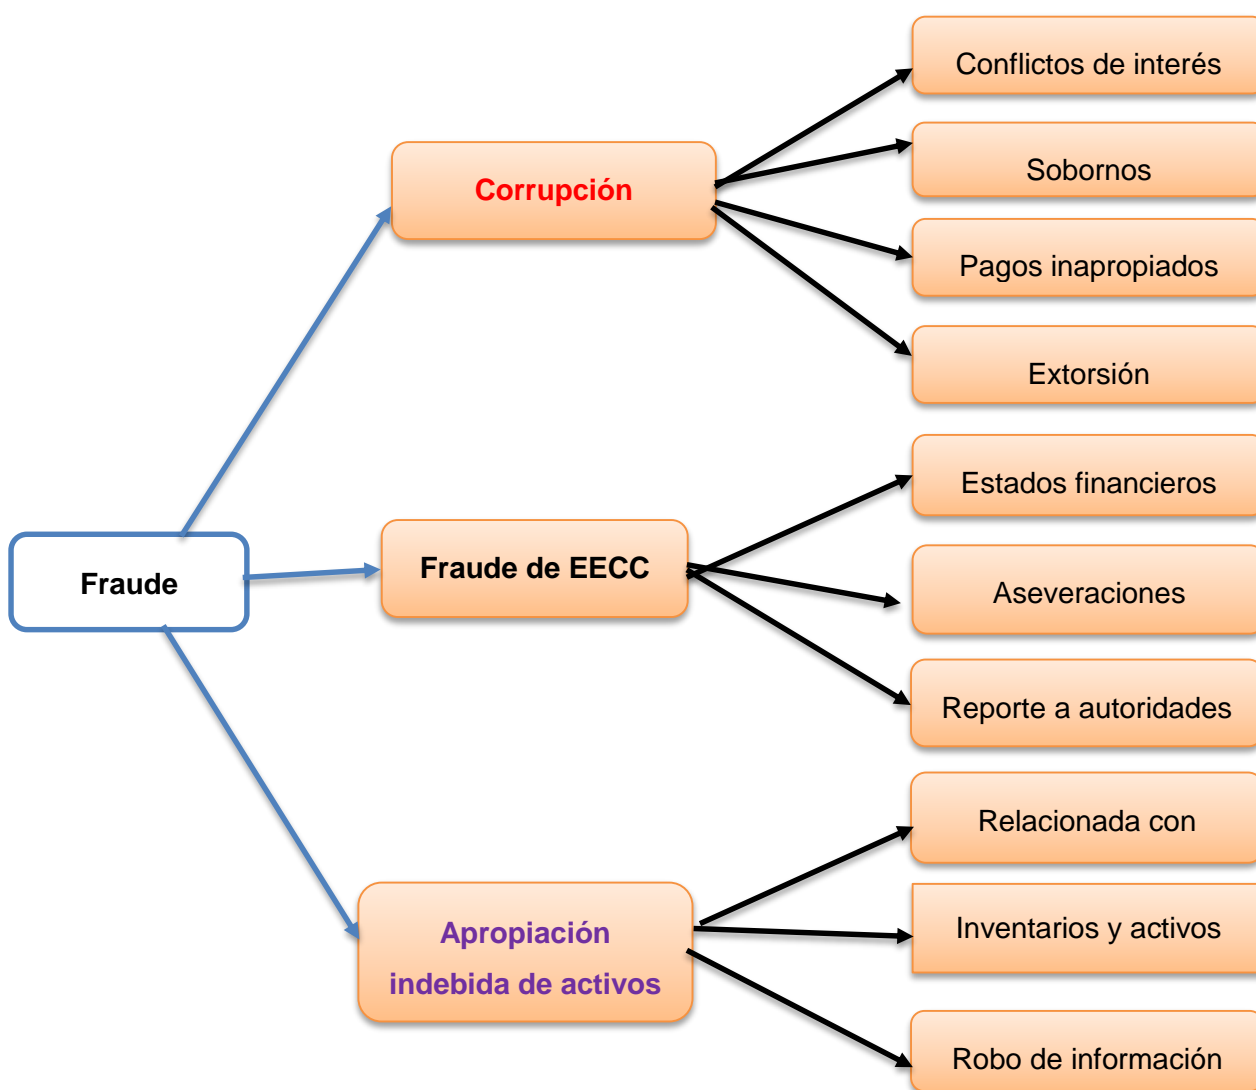 Fraude
Corrupción
Conflictos de interés
Sobornos
Pagos inapropiados
Extorsión
Fraude de EECC
Estados financieros
Aseveraciones
Reporte a autoridades
Apropiación
indebida de activos
Relacionada con
Inventarios y activos
Robo de información